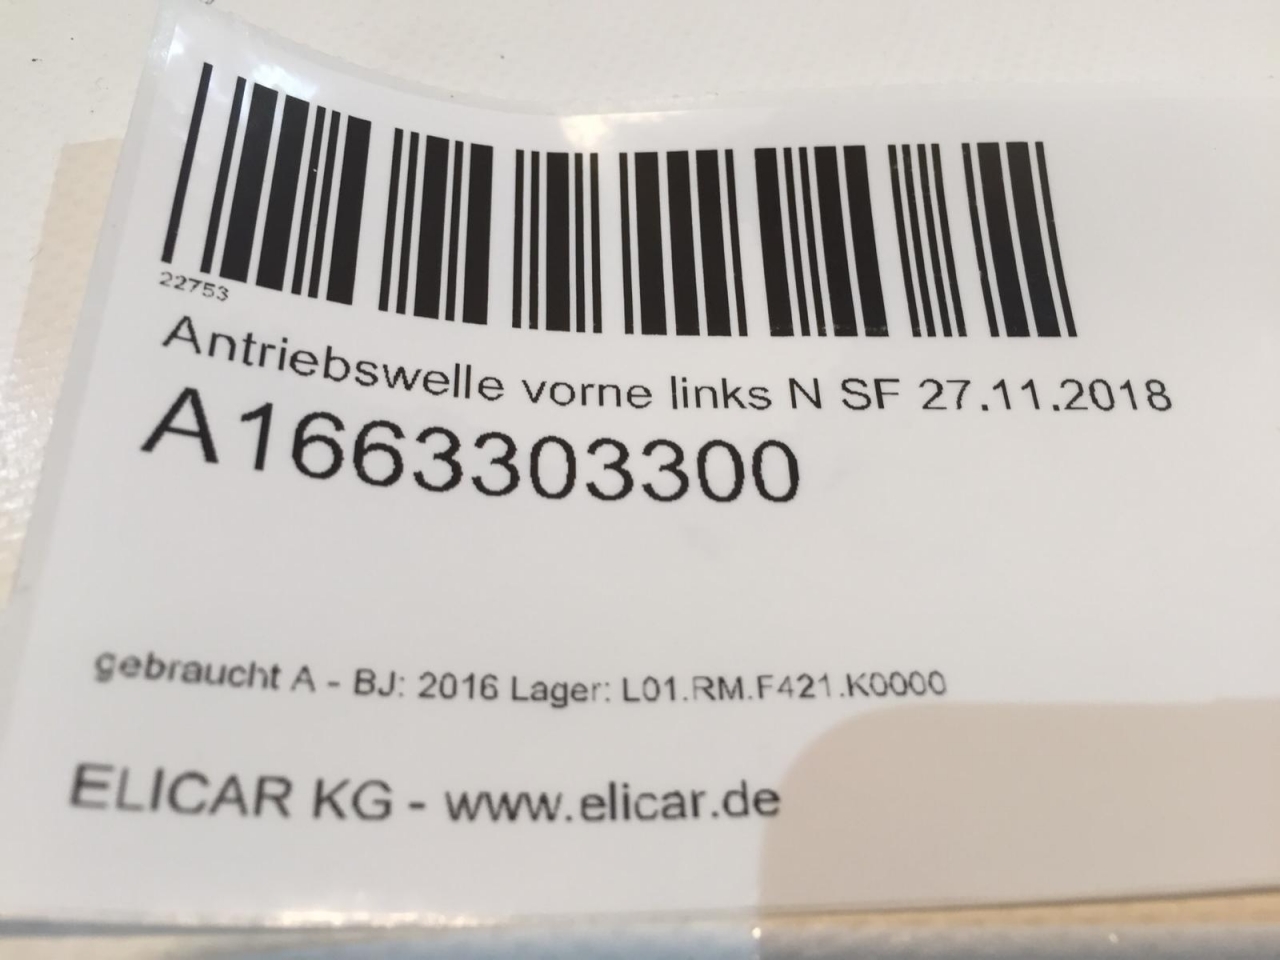 22753
Antriebswelle vorne links N SF 27.11.2018
A1663303300
gebraucht A - BJ: 2016 Lager: L01.RM.F421.K0000
ELICAR KG - www.elicar.de